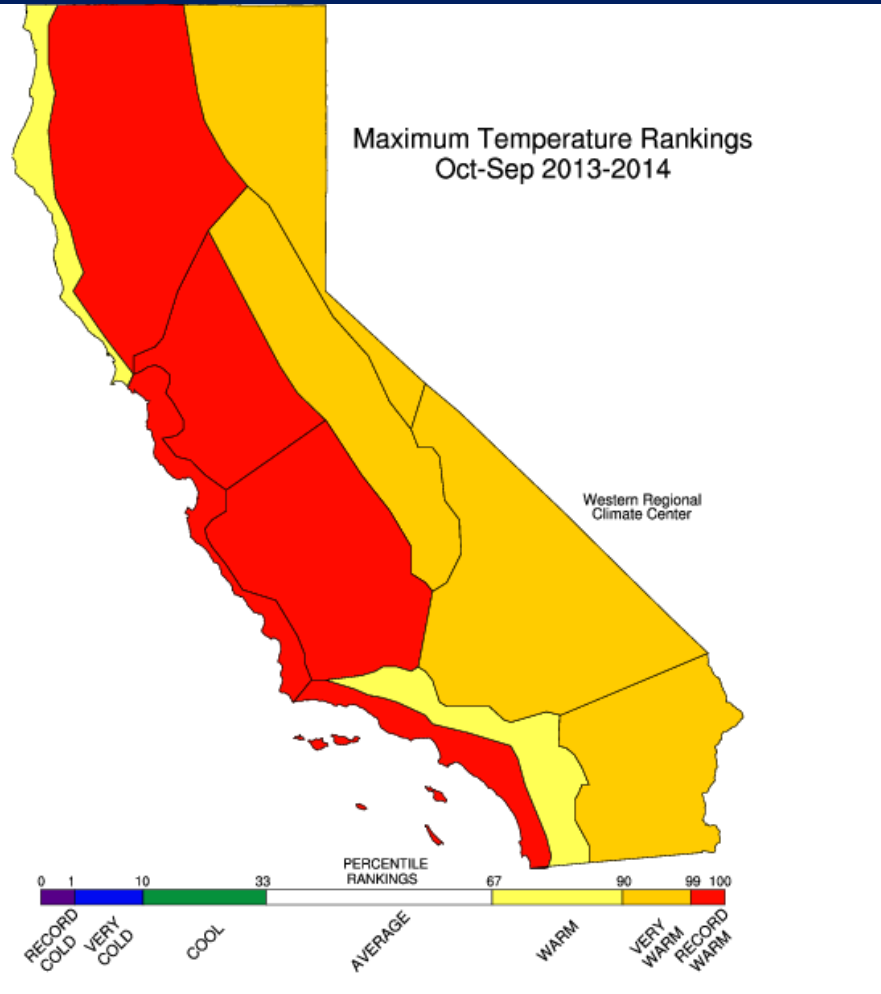 Maximum Temperature Rankings
Oct-Sep 2013-2014
Western Regional
Climate Center
PERCENTILE
RANKINGS
0 1 10 33 67 90 99 100
RECORD
COLD
VERY
COLD
COOL
AVERAGE
WARM
VERY
WARM
RECORD
WARM